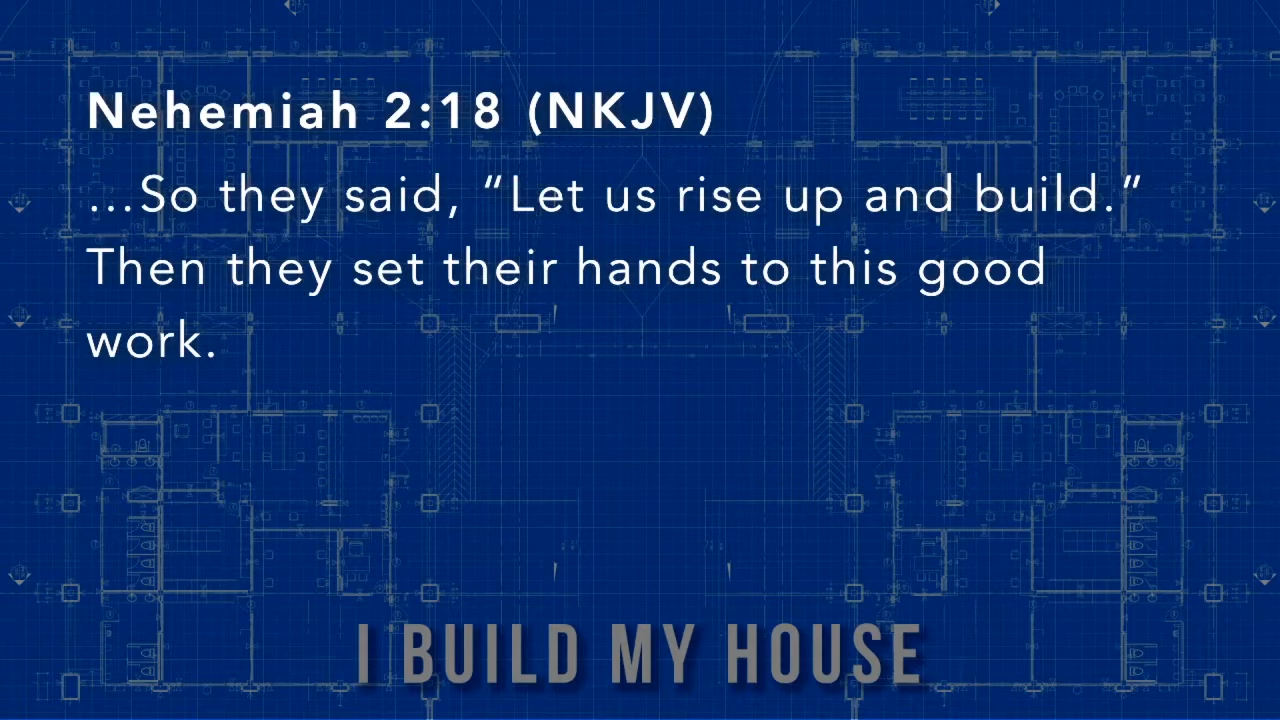 Nehemiah 2:18 (NKJV)
…So they said, “Let us rise up and build.”
Then they set their hands to this good
work.
I BUILD MY HOUSE